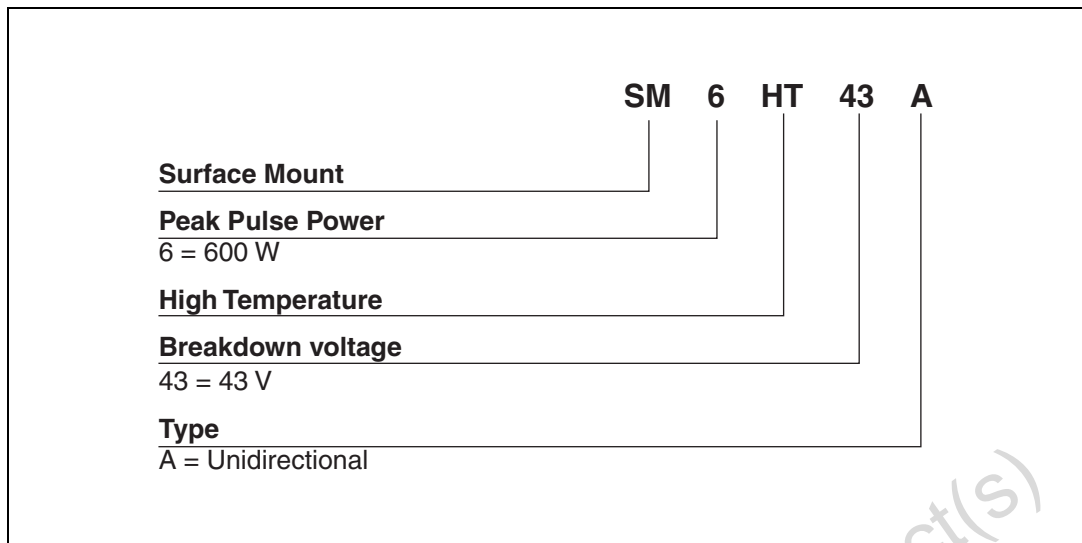 SM 6 HT 43 A
Surface Mount
Peak Pulse Power
6 = 600 W
High Temperature
Breakdown voltage
43 = 43 V
Type
A = Unidirectional
ct(s)